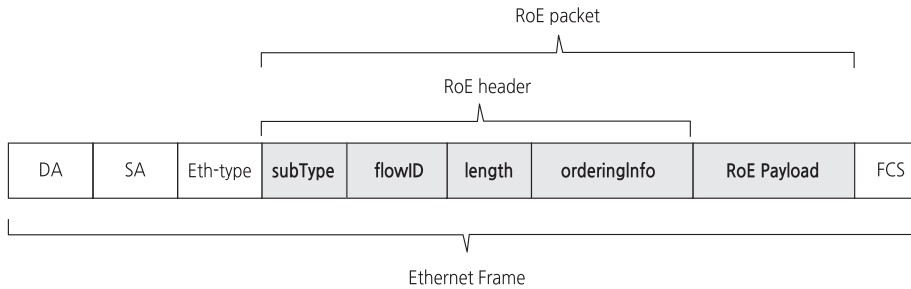 RoE packet
RoE header
DA SA Eth-type subType flowID length orderingInfo RoE Payload FCS
Ethernet Frame